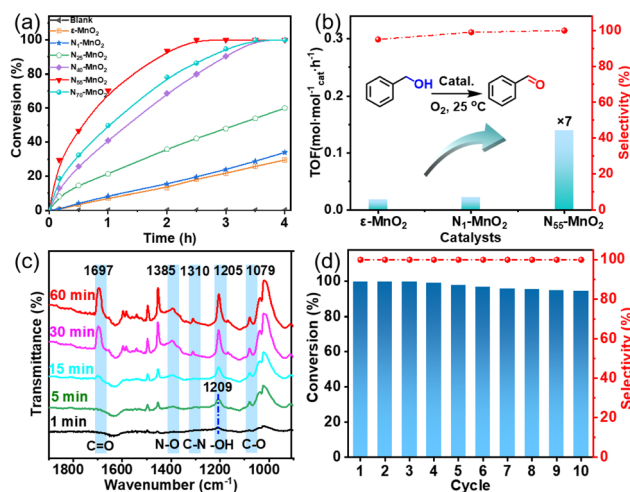 (a)
Blank
ε-MnO₂
N₁-MnO₂
N₂₅-MnO₂
N₄₀-MnO₂
N₅₅-MnO₂
N₇₀-MnO₂
Conversion (%)
100
80
60
40
20
0
0 1 2 3 4
Time (h)
(b)
TOF(mol·mol⁻¹cat·h⁻¹)
0.3
0.2
0.1
0.0
OH
Catal.
O₂, 25 °C
O
×7
ε-MnO₂ N₁-MnO₂ N₅₅-MnO₂
Catalysts
100
80
60
40
20
0
Selectivity (%)
(c)
1697 1385 1310 1205 1079
60 min
30 min
15 min
5 min
1 min
1209
C=O N-O C-N -OH C-O
Transmittance (%)
1800 1600 1400 1200 1000
Wavenumber (cm⁻¹)
(d)
Conversion (%)
100
80
60
40
20
0
1 2 3 4 5 6 7 8 9 10
Cycle
100
80
60
40
20
0
Selectivity (%)